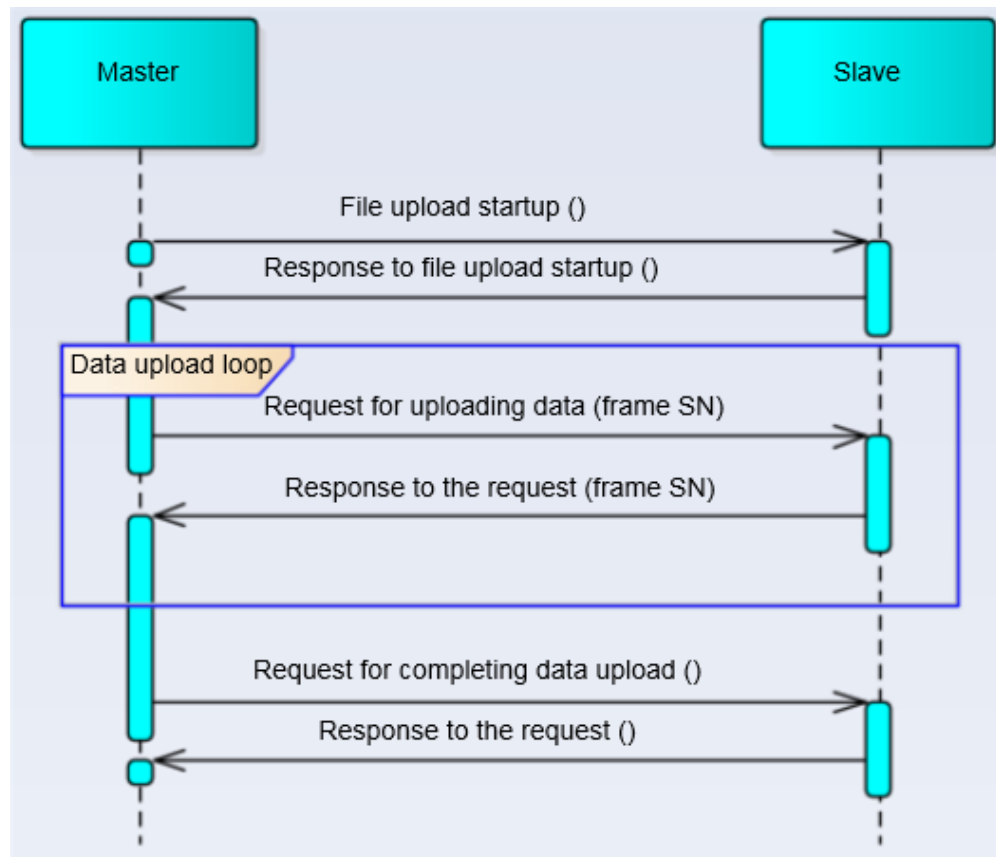 Master
Slave
File upload startup ()
Response to file upload startup ()
Data upload loop
Request for uploading data (frame SN)
Response to the request (frame SN)
Request for completing data upload ()
Response to the request ()